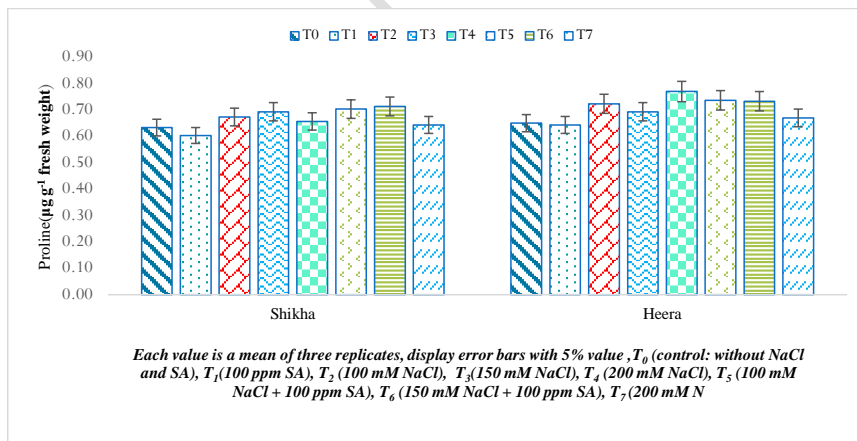 T0 T1 T2 T3 T4 T5 T6 T7
0.90
0.80
0.70
0.60
0.50
0.40
0.30
0.20
0.10
0.00
Proline(µg g⁻¹ fresh weight)
Shikha Heera
Each value is a mean of three replicates, display error bars with 5% value ,T₀ (control: without NaCl
and SA), T₁(100 ppm SA), T₂ (100 mM NaCl), T₃(150 mM NaCl), T₄ (200 mM NaCl), T₅ (100 mM
NaCl + 100 ppm SA), T₆ (150 mM NaCl + 100 ppm SA), T₇ (200 mM N